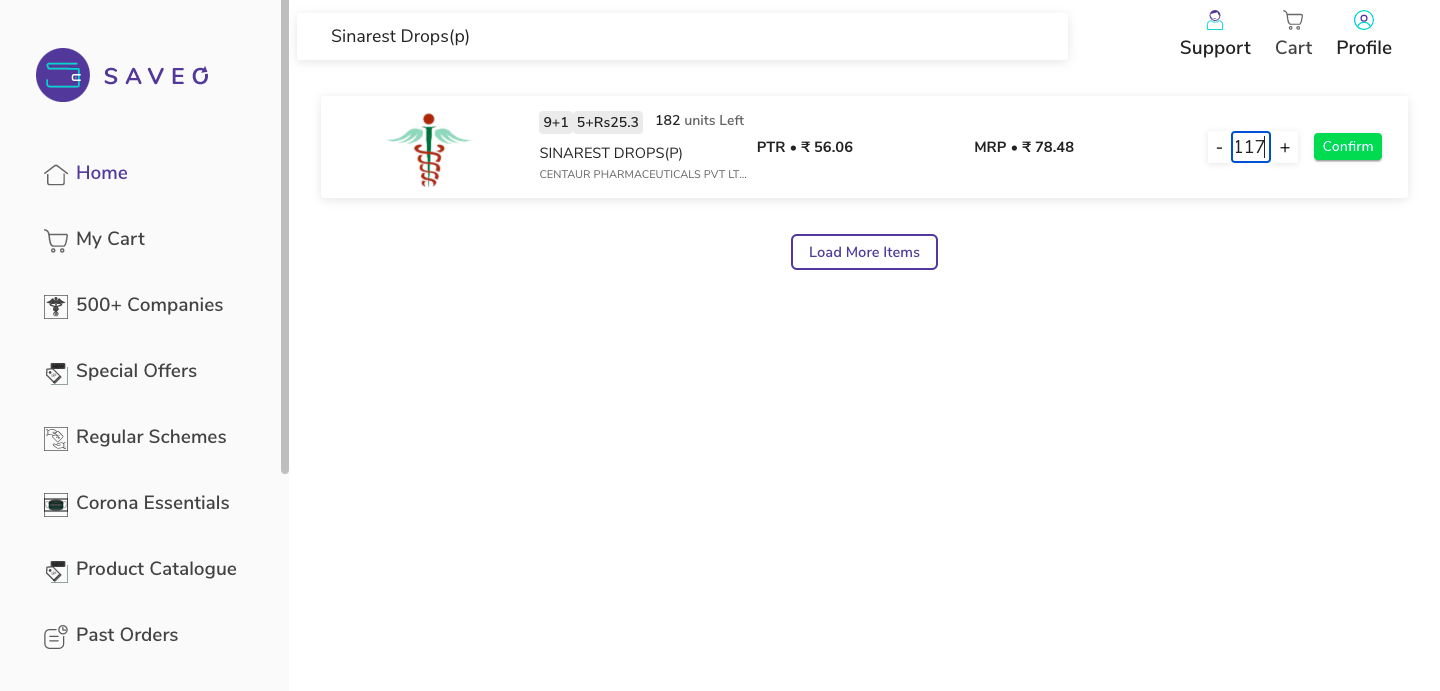 Sinarest Drops(p)
Support
Cart
Profile
SAVEO
Home
My Cart
500+ Companies
Special Offers
Regular Schemes
Corona Essentials
Product Catalogue
Past Orders
9+1 5+Rs25.3 182 units Left
SINAREST DROPS(P)
CENTAUR PHARMACEUTICALS PVT LT...
PTR • ₹ 56.06
MRP • ₹ 78.48
- 117 +
Confirm
Load More Items